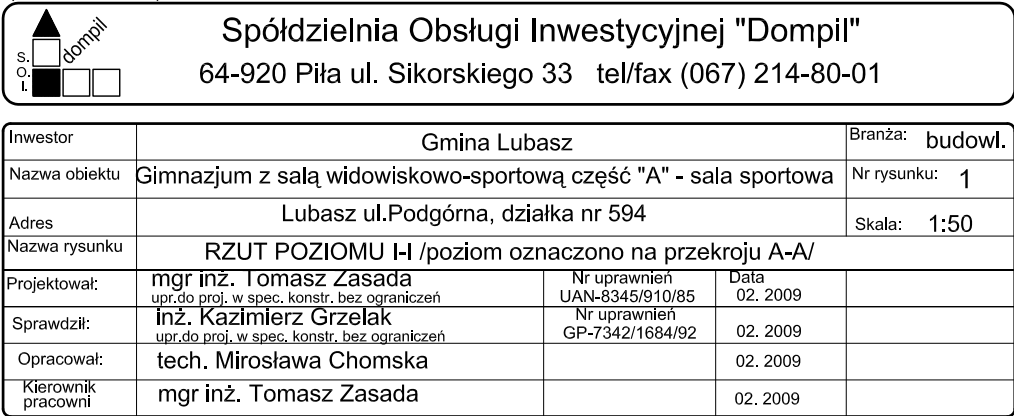 S.
O.
I.
dompil
Spółdzielnia Obsługi Inwestycyjnej "Dompil"
64-920 Piła ul. Sikorskiego 33 tel/fax (067) 214-80-01
Inwestor Gmina Lubasz Branża: budowl.
Nazwa obiektu Gimnazjum z salą widowiskowo-sportową część "A" - sala sportowa Nr rysunku: 1
Adres Lubasz ul.Podgórna, działka nr 594 Skala: 1:50
Nazwa rysunku RZUT POZIOMU I-I /poziom oznaczono na przekroju A-A/
Projektował: mgr inż. Tomasz Zasada Nr uprawnień Data
upr.do proj. w spec. konstr. bez ograniczeń UAN-8345/910/85 02. 2009
Sprawdził: inż. Kazimierz Grzelak Nr uprawnień
upr.do proj. w spec. konstr. bez ograniczeń GP-7342/1684/92 02. 2009
Opracował: tech. Mirosława Chomska 02. 2009
Kierownik
pracowni mgr inż. Tomasz Zasada 02. 2009